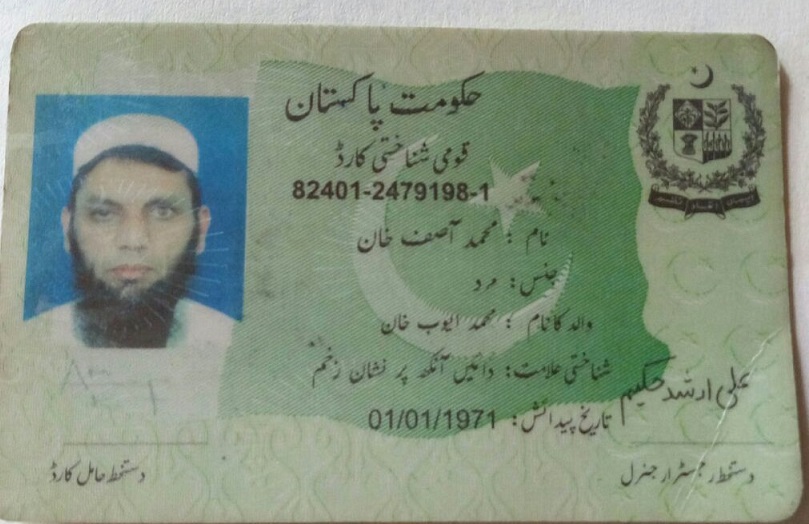 حکومت پاکستان
قومی شناختی کارڈ
82401-2479198-1
نام : محمد آصف خان
جنس: مرد
والد کا نام : محمد ایوب خان
شناختی علامت: دائیں آنکھ پر نشان زخم
تاریخ پیدائش: 01/01/1971
علی ارشد حکیم
دستخط حامل کارڈ
دستخط رجسٹرار جنرل